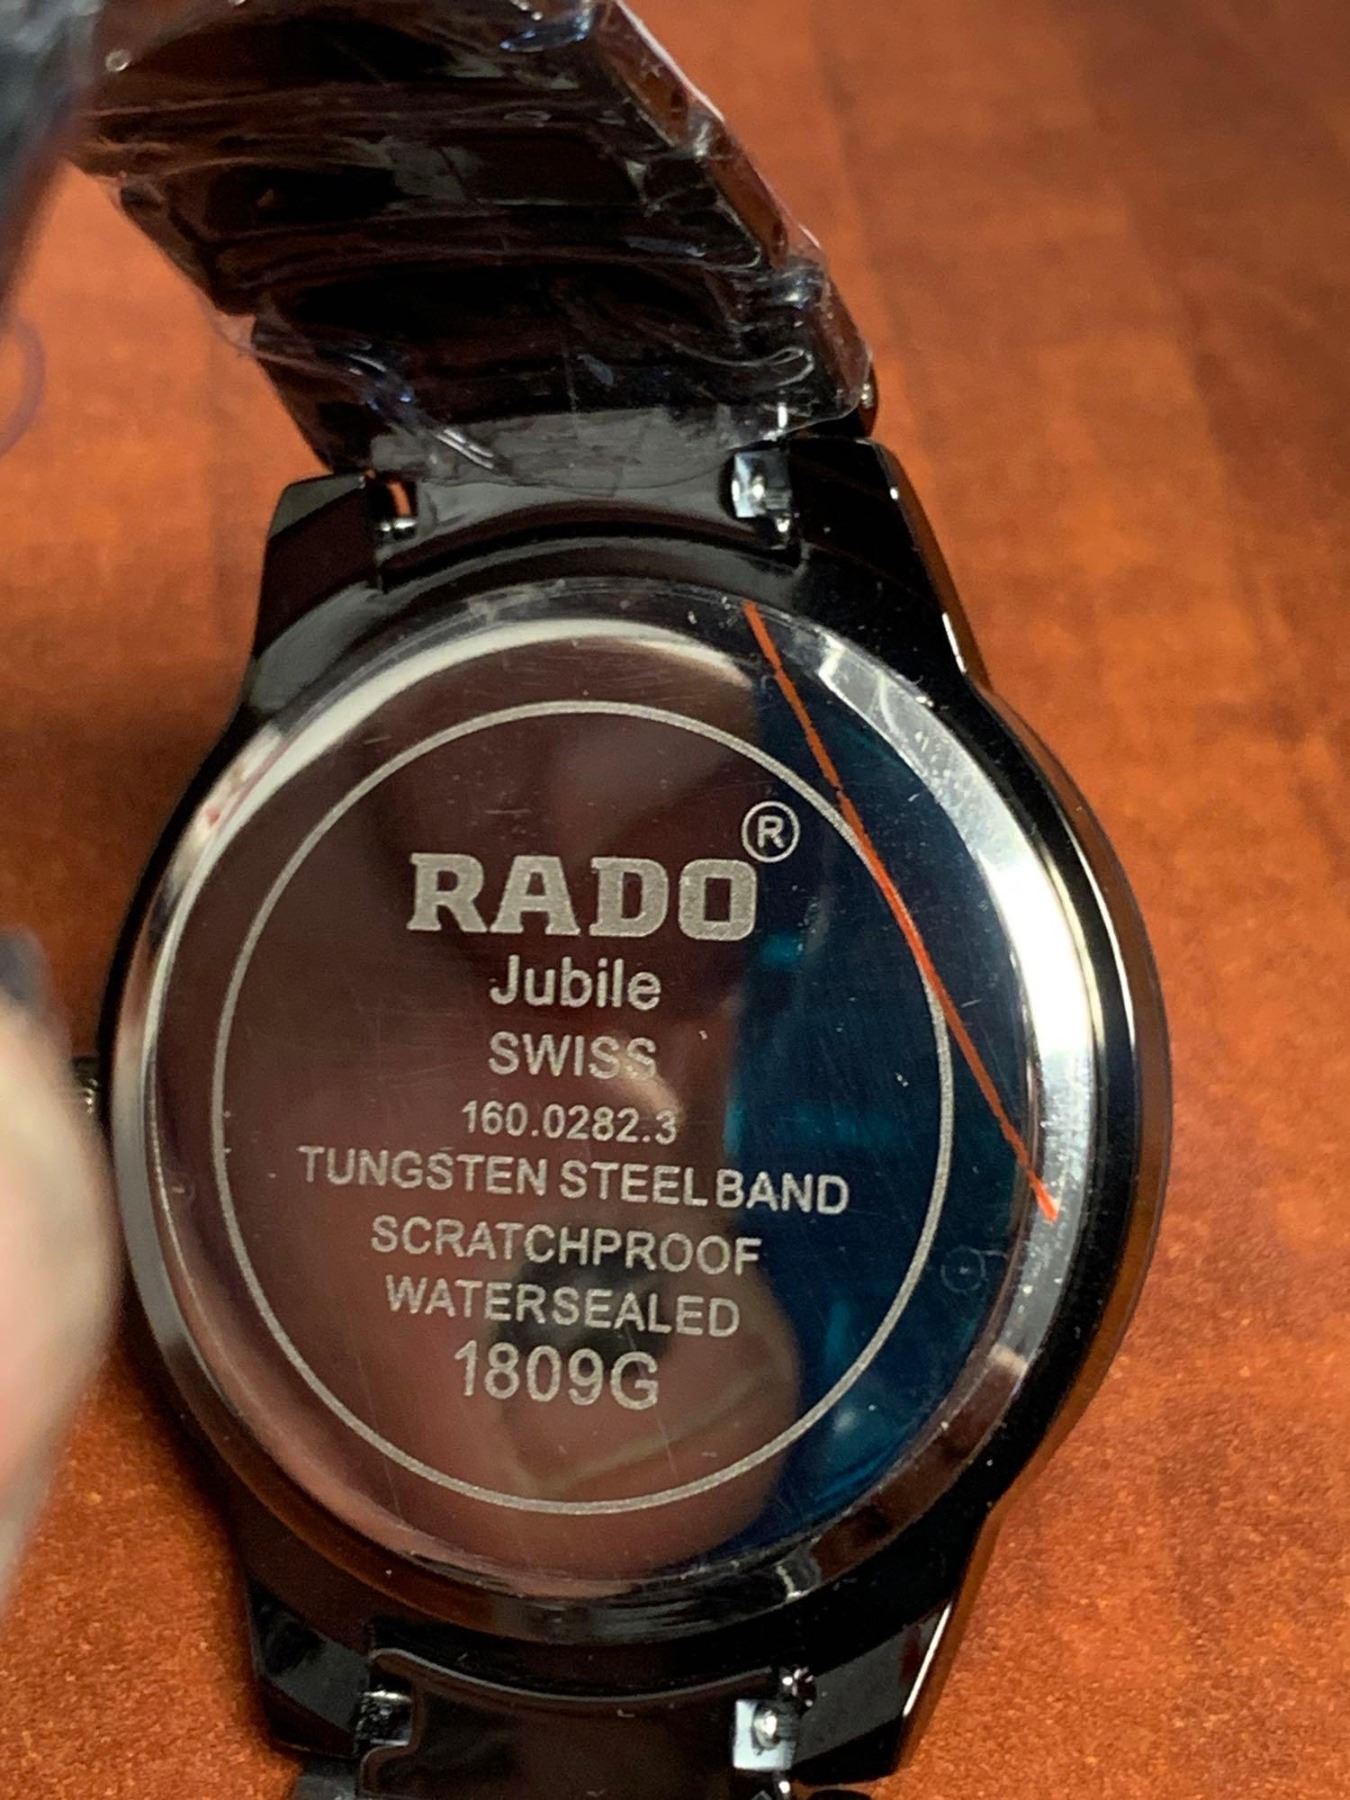 RADO®
Jubile
SWISS
160.0282.3
TUNGSTEN STEEL BAND
SCRATCHPROOF
WATERSEALED
1809G